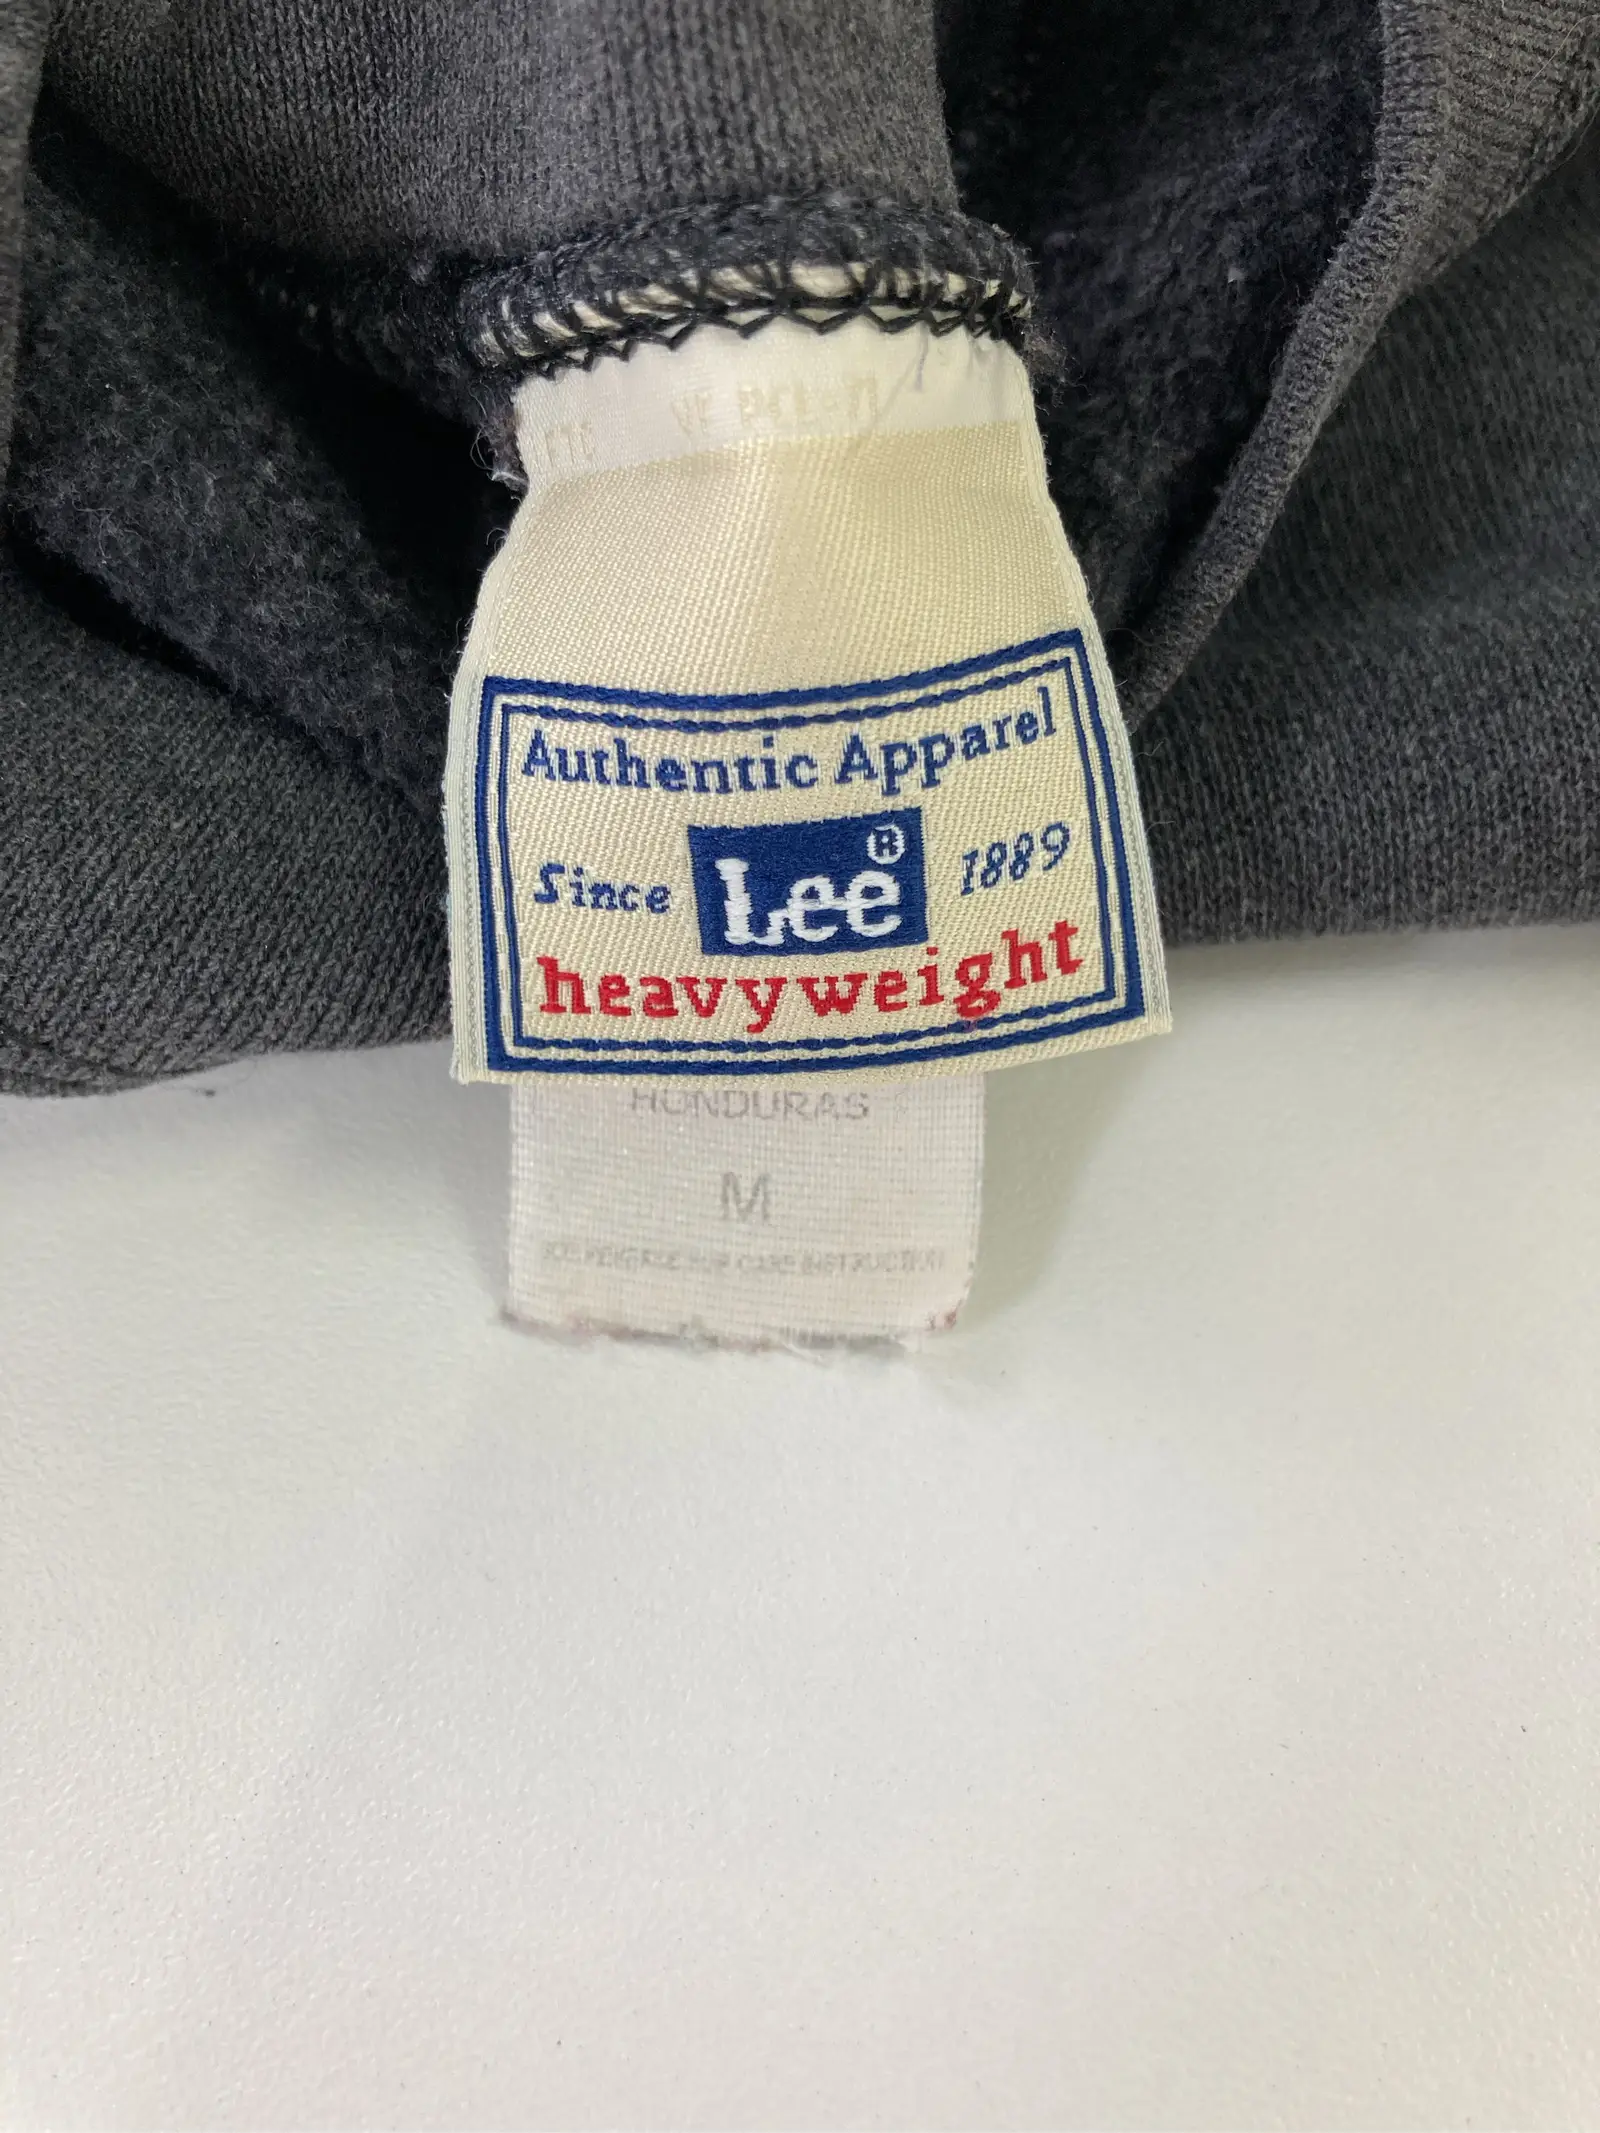 Authentic Apparel
Since Lee® 1889
heavyweight
HONDURAS
M